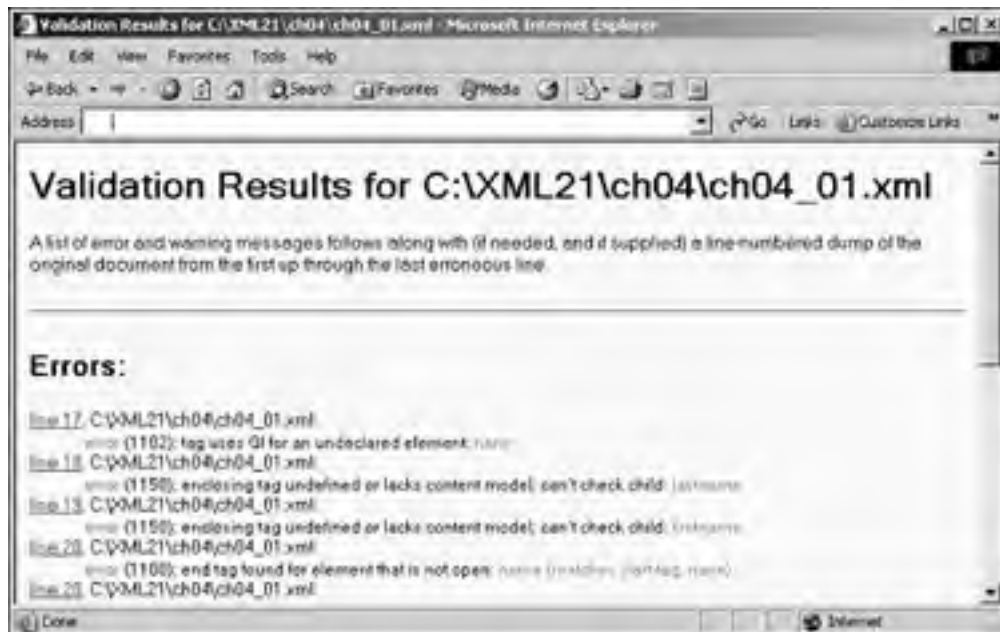 Validation Results for C:\XML21\ch04\ch04_01.xml - Microsoft Internet Explorer
File Edit View Favorites Tools Help
Back Search Favorites Media
Address Go Links Customize Links
Validation Results for C:\XML21\ch04\ch04_01.xml
A list of error and warning messages follows along with (if needed, and if supplied) a line-numbered dump of the
original document from the first up through the last erroneous line.
Errors:
line 17, C:\XML21\ch04\ch04_01.xml:
error (1102): tag uses GI for an undeclared element: name
line 18, C:\XML21\ch04\ch04_01.xml:
error (1150): enclosing tag undefined or lacks content model; can't check child: lastname
line 19, C:\XML21\ch04\ch04_01.xml:
error (1150): enclosing tag undefined or lacks content model; can't check child: firstname
line 20, C:\XML21\ch04\ch04_01.xml:
error (1100): end tag found for element that is not open: name
line 20, C:\XML21\ch04\ch04_01.xml:
Done Internet